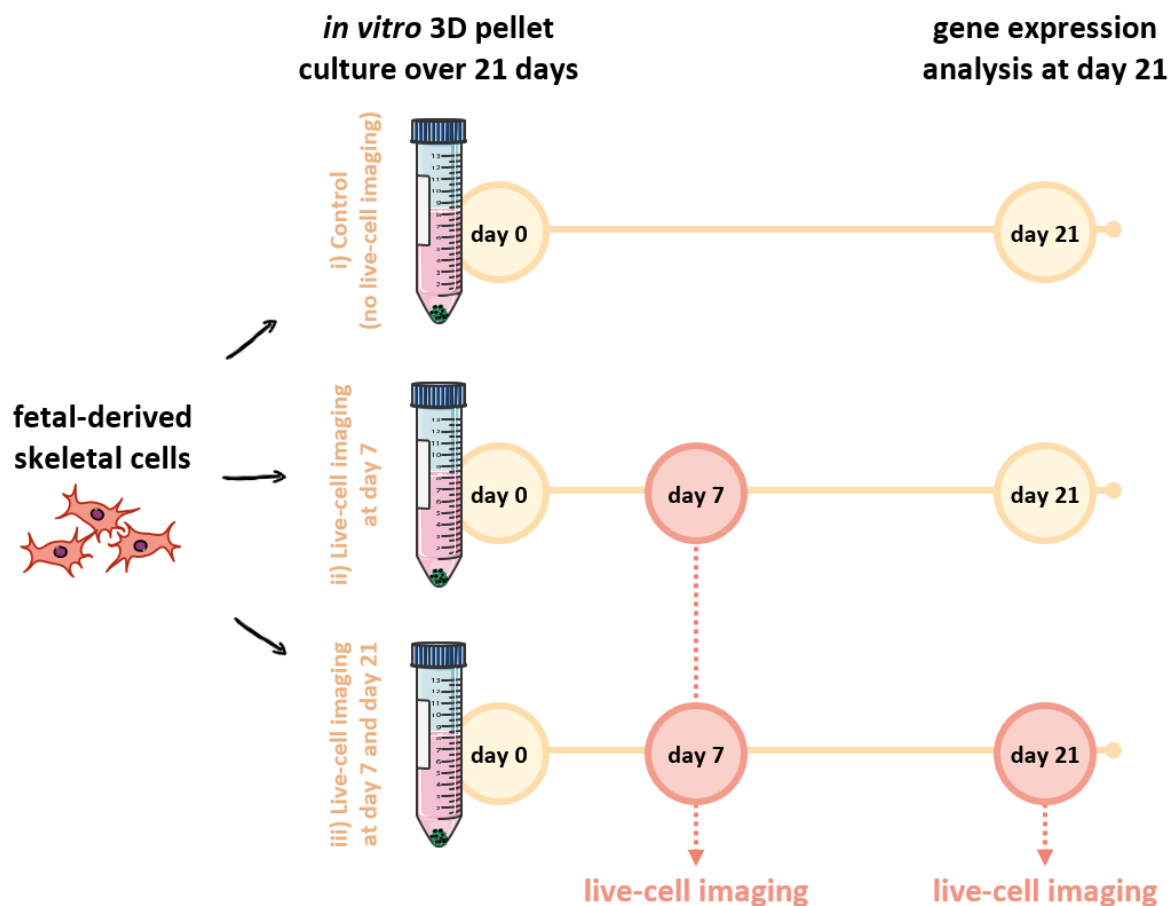 in vitro 3D pellet
culture over 21 days
gene expression
analysis at day 21
i) Control
(no live-cell imaging)
day 0
day 21
fetal-derived
skeletal cells
ii) Live-cell imaging
at day 7
day 0
day 7
day 21
iii) Live-cell imaging
at day 7 and day 21
day 0
day 7
day 21
live-cell imaging
live-cell imaging